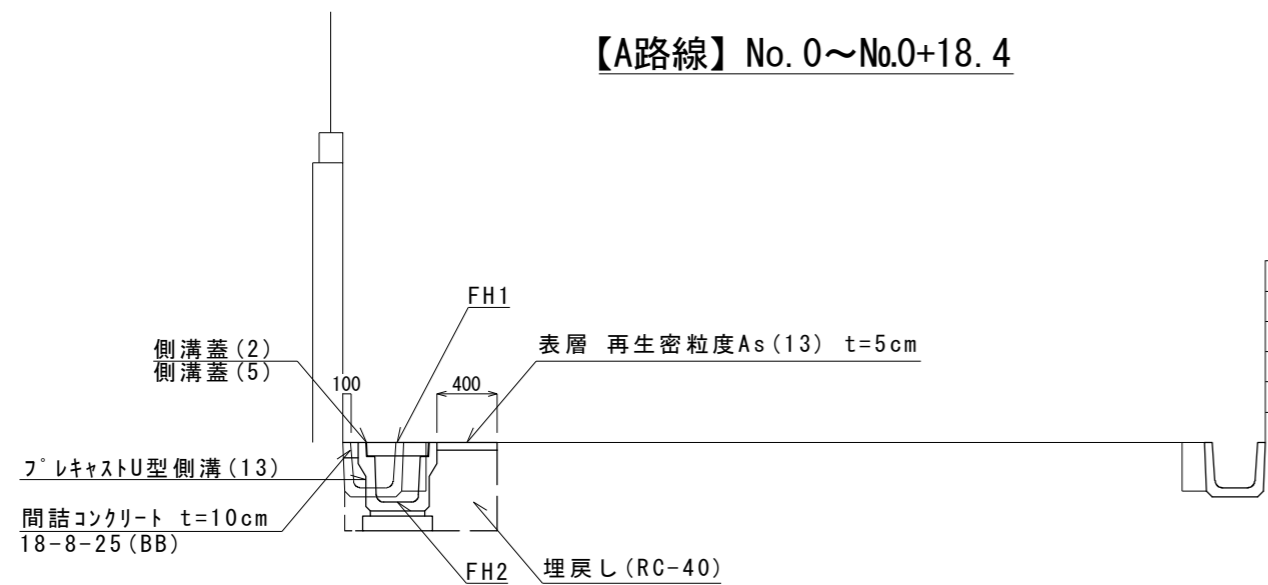 【A路線】No.0～No.0+18.4
FH1
側溝蓋(2)
側溝蓋(5)
表層 再生密粒度As(13) t=5cm
100
400
ﾌﾟﾚｷｬｽﾄU型側溝(13)
間詰ｺﾝｸﾘｰﾄ t=10cm
18-8-25(BB)
FH2
埋戻し(RC-40)